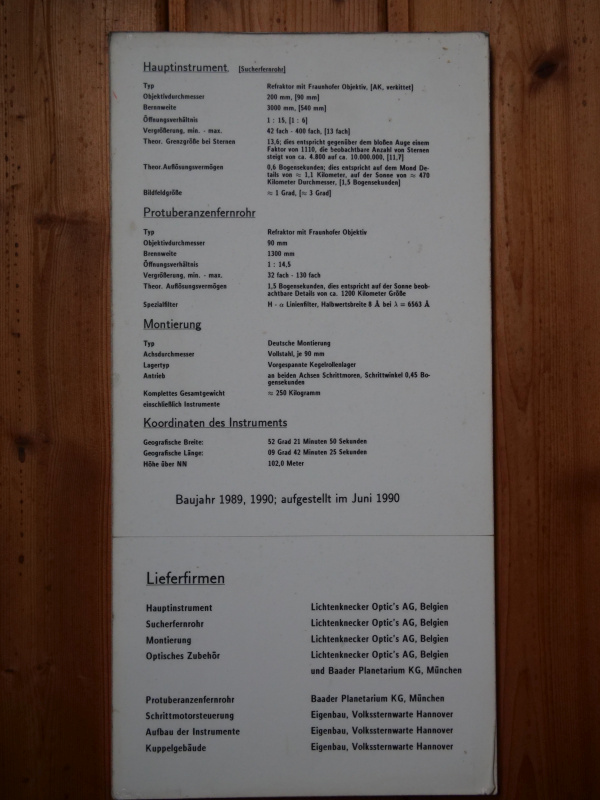 Hauptinstrument, [Sucherfernrohr]
Typ Refraktor mit Fraunhofer Objektiv, [AK, verkittet]
Objektivdurchmesser 200 mm, [90 mm]
Brennweite 3000 mm, [540 mm]
Öffnungsverhältnis 1 : 15, [1 : 6]
Vergrößerung, min. - max. 42 fach - 400 fach, [13 fach]
Theor. Grenzgröße bei Sternen 13,6; dies entspricht gegenüber dem bloßen Auge einem
Faktor von 1110, die beobachtbare Anzahl von Sternen
steigt von ca. 4.800 auf ca. 10.000.000, [11,7]
Theor.Auflösungsvermögen 0,6 Bogensekunden; dies entspricht auf dem Mond De-
tails von ≈ 1,1 Kilometer, auf der Sonne von ≈ 470
Kilometer Durchmesser, [1,5 Bogensekunden]
Bildfeldgröße ≈ 1 Grad, [≈ 3 Grad]
Protuberanzenfernrohr
Typ Refraktor mit Fraunhofer Objektiv
Objektivdurchmesser 90 mm
Brennweite 1300 mm
Öffnungsverhältnis 1 : 14,5
Vergrößerung, min. - max. 32 fach - 130 fach
Theor. Auflösungsvermögen 1,5 Bogensekunden, dies entspricht auf der Sonne beob-
achtbare Details von ca. 1200 Kilometer Größe
Spezialfilter H - α Linienfilter, Halbwertsbreite 8 Å bei λ = 6563 Å
Montierung
Typ Deutsche Montierung
Achsdurchmesser Vollstahl, je 90 mm
Lagertyp Vorgespannte Kegelrollenlager
Antrieb an beiden Achsen Schrittmoren, Schrittwinkel 0,45 Bo-
gensekunden
Komplettes Gesamtgewicht ≈ 250 Kilogramm
einschließlich Instrumente
Koordinaten des Instruments
Geografische Breite: 52 Grad 21 Minuten 50 Sekunden
Geografische Länge: 09 Grad 42 Minuten 25 Sekunden
Höhe über NN 102,0 Meter
Baujahr 1989, 1990; aufgestellt im Juni 1990
Lieferfirmen
Hauptinstrument Lichtenknecker Optic's AG, Belgien
Sucherfernrohr Lichtenknecker Optic's AG, Belgien
Montierung Lichtenknecker Optic's AG, Belgien
Optisches Zubehör Lichtenknecker Optic's AG, Belgien
und Baader Planetarium KG, München
Protuberanzenfernrohr Baader Planetarium KG, München
Schrittmotorsteuerung Eigenbau, Volkssternwarte Hannover
Aufbau der Instrumente Eigenbau, Volkssternwarte Hannover
Kuppelgebäude Eigenbau, Volkssternwarte Hannover